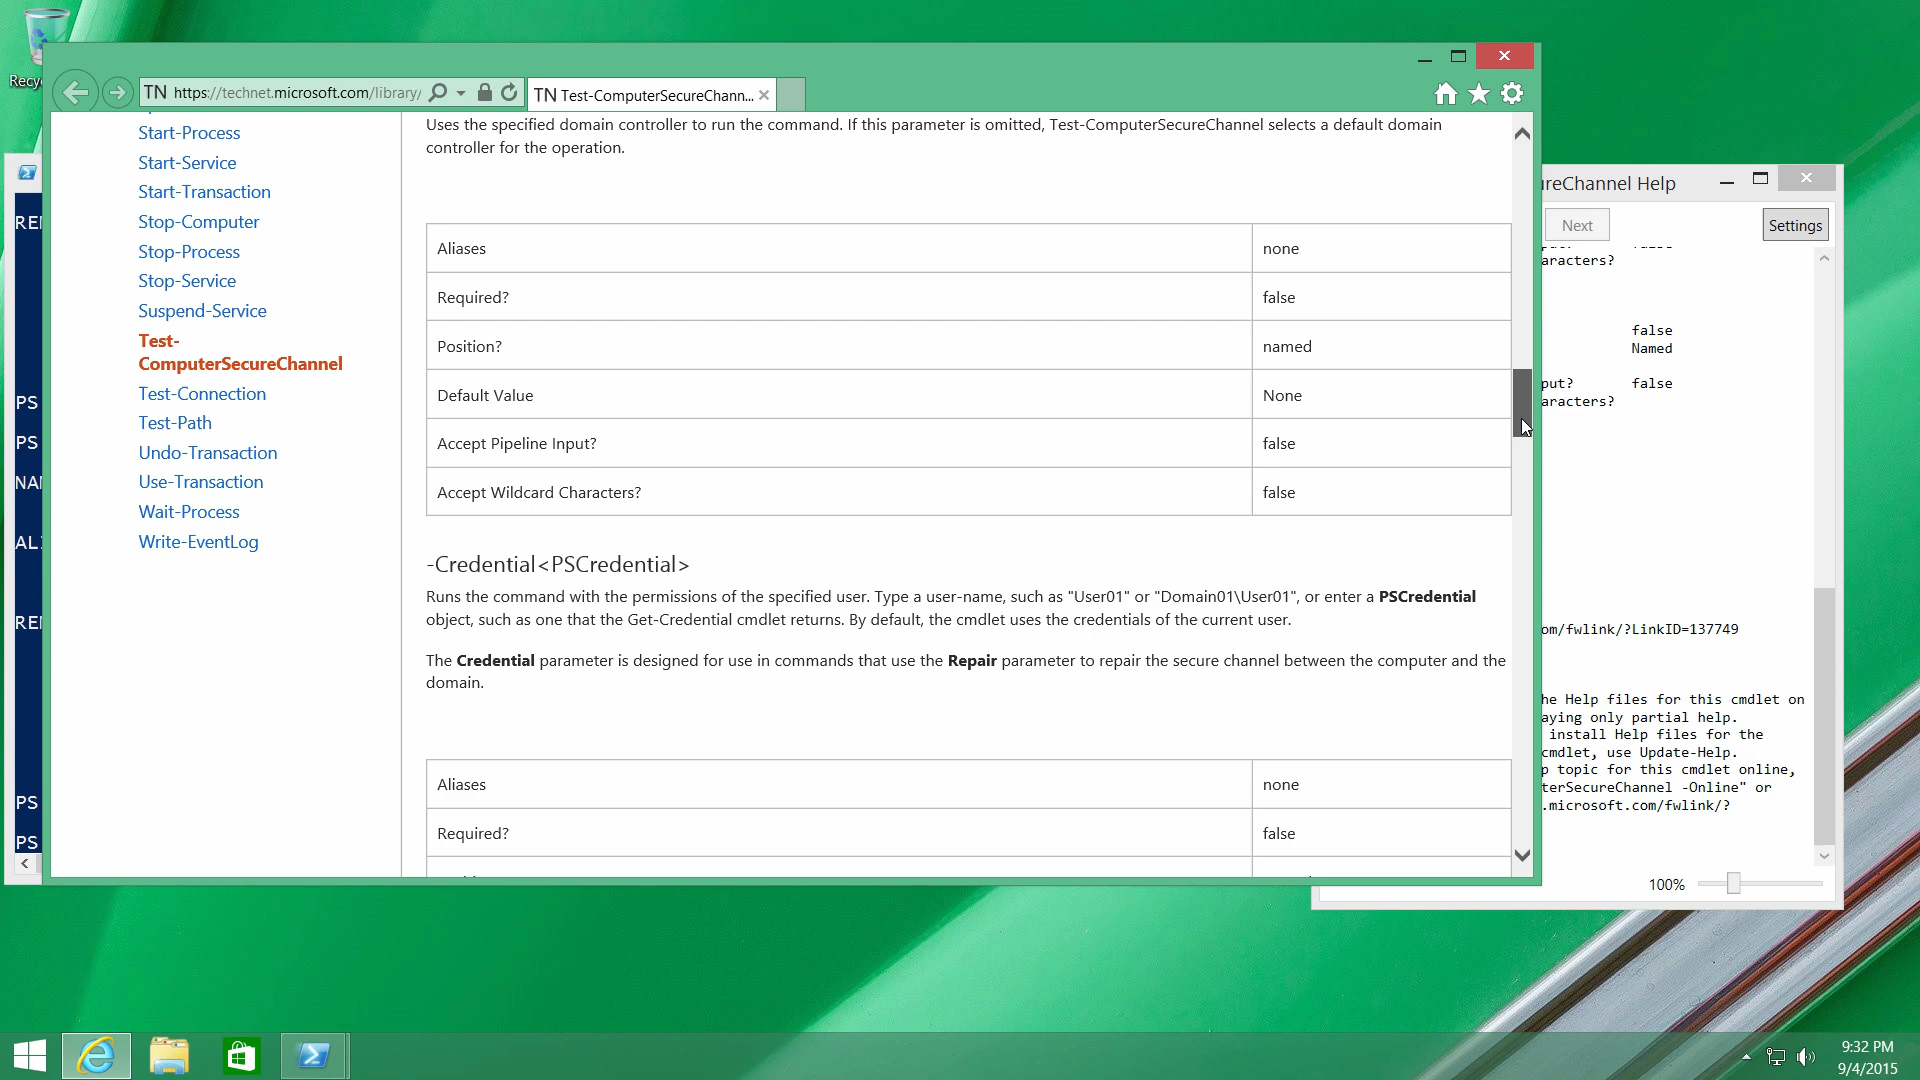 Recy
TN https://technet.microsoft.com/library/
TN Test-ComputerSecureChann...
Start-Process
Start-Service
Start-Transaction
Stop-Computer
Stop-Process
Stop-Service
Suspend-Service
Test-
ComputerSecureChannel
Test-Connection
Test-Path
Undo-Transaction
Use-Transaction
Wait-Process
Write-EventLog
Uses the specified domain controller to run the command. If this parameter is omitted, Test-ComputerSecureChannel selects a default domain
controller for the operation.
Aliases none
Required? false
Position? named
Default Value None
Accept Pipeline Input? false
Accept Wildcard Characters? false
-Credential<PSCredential>
Runs the command with the permissions of the specified user. Type a user-name, such as "User01" or "Domain01\User01", or enter a PSCredential
object, such as one that the Get-Credential cmdlet returns. By default, the cmdlet uses the credentials of the current user.
The Credential parameter is designed for use in commands that use the Repair parameter to repair the secure channel between the computer and the
domain.
Aliases none
Required? false
REM
PS
PS
NAM
ALI
REM
PS
PS
ureChannel Help
Next
Settings
aracters?
false
Named
put? false
aracters?
om/fwlink/?LinkID=137749
he Help files for this cmdlet on
aying only partial help.
install Help files for the
cmdlet, use Update-Help.
p topic for this cmdlet online,
terSecureChannel -Online" or
.microsoft.com/fwlink/?
100%
9:32 PM
9/4/2015